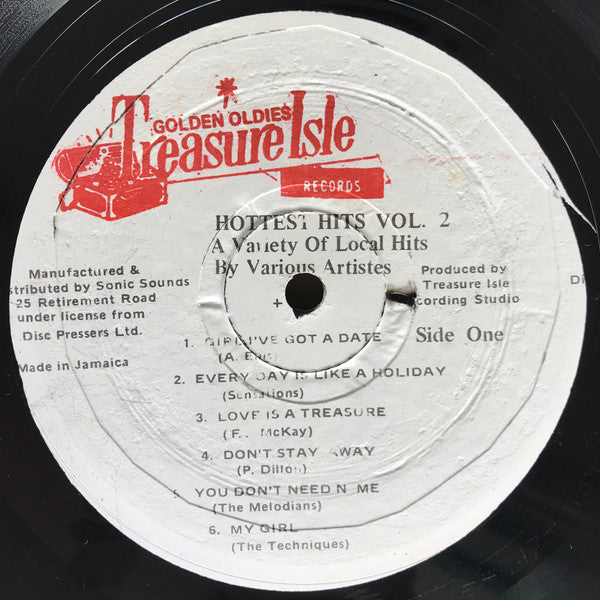 GOLDEN OLDIES
Treasure Isle
RECORDS
HOTTEST HITS VOL. 2
A Variety Of Local Hits
By Various Artistes
Manufactured &
stributed by Sonic Sounds
25 Retirement Road
under license from
Disc Pressers Ltd.
Made in Jamaica
Produced by
Treasure Isle
cording Studio
Di
+
Side One
1. GIRL I'VE GOT A DATE
(A.
2. EVERY DAY IS LIKE A HOLIDAY
(Sensations)
3. LOVE IS A TREASURE
(F. McKay)
4. DON'T STAY AWAY
(P. Dillon)
YOU DON'T NEED ME
(The Melodians)
6. MY GIRL
(The Techniques)